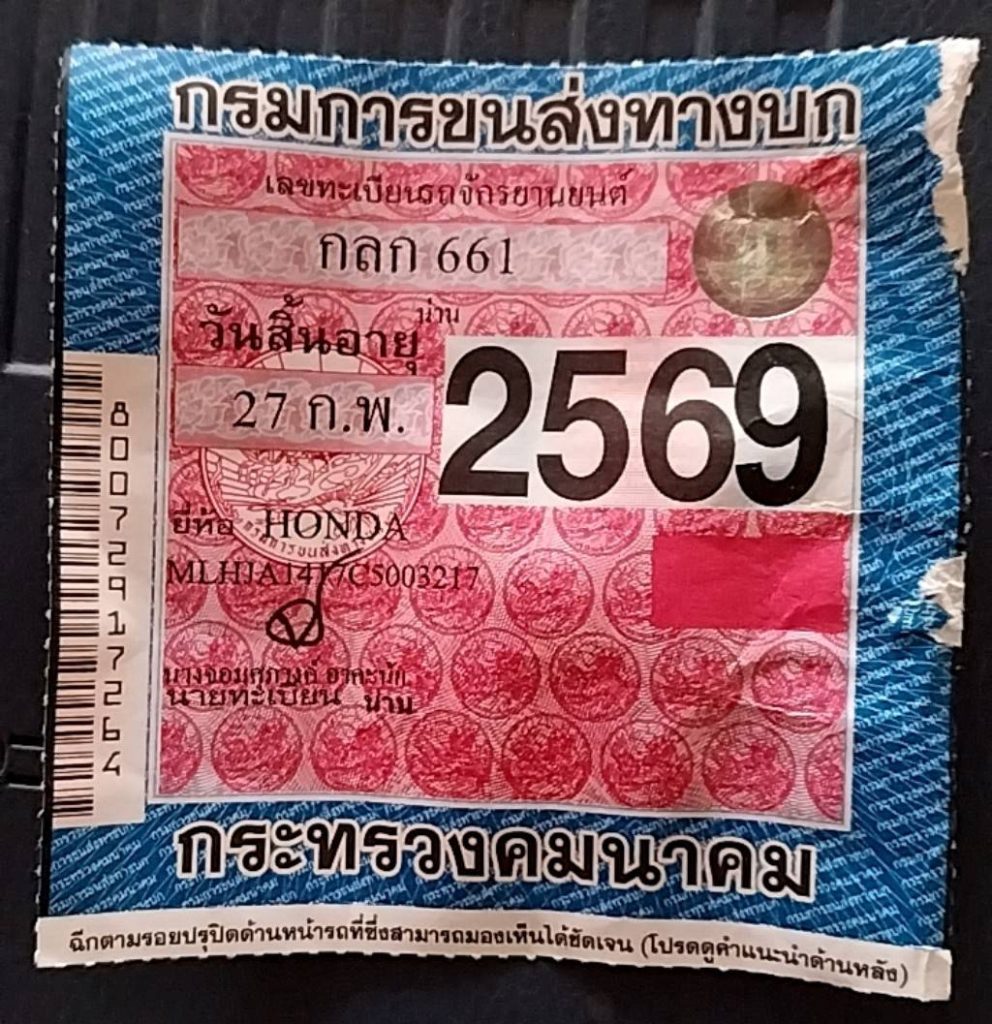 กรมการขนส่งทางบก
เลขทะเบียนรถจักรยานยนต์
กลก 661
น่าน
วันสิ้นอายุ
27 ก.พ.
2569
ยี่ห้อ HONDA
MLHJA1417C5003217
นายทะเบียน น่าน
80072917264
กระทรวงคมนาคม
ฉีกตามรอยปรุปิดด้านหน้ารถที่ซึ่งสามารถมองเห็นได้ชัดเจน (โปรดดูคำแนะนำด้านหลัง)